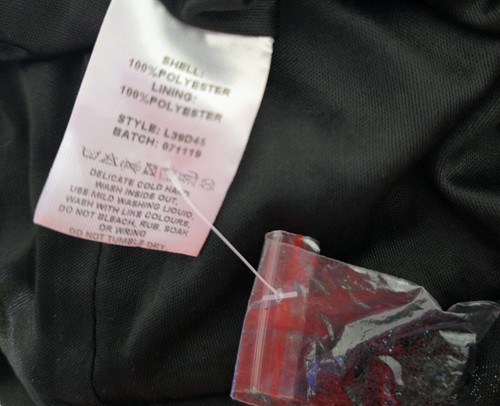 SHELL:
100%POLYESTER
LINING:
100%POLYESTER
STYLE: L39D45
BATCH: 071119
DELICATE COLD HAND
WASH INSIDE OUT,
USE MILD WASHING LIQUID
WASH WITH LIKE COLOURS,
DO NOT BLEACH, RUB, SOAK
OR WRING
DO NOT TUMBLE DRY